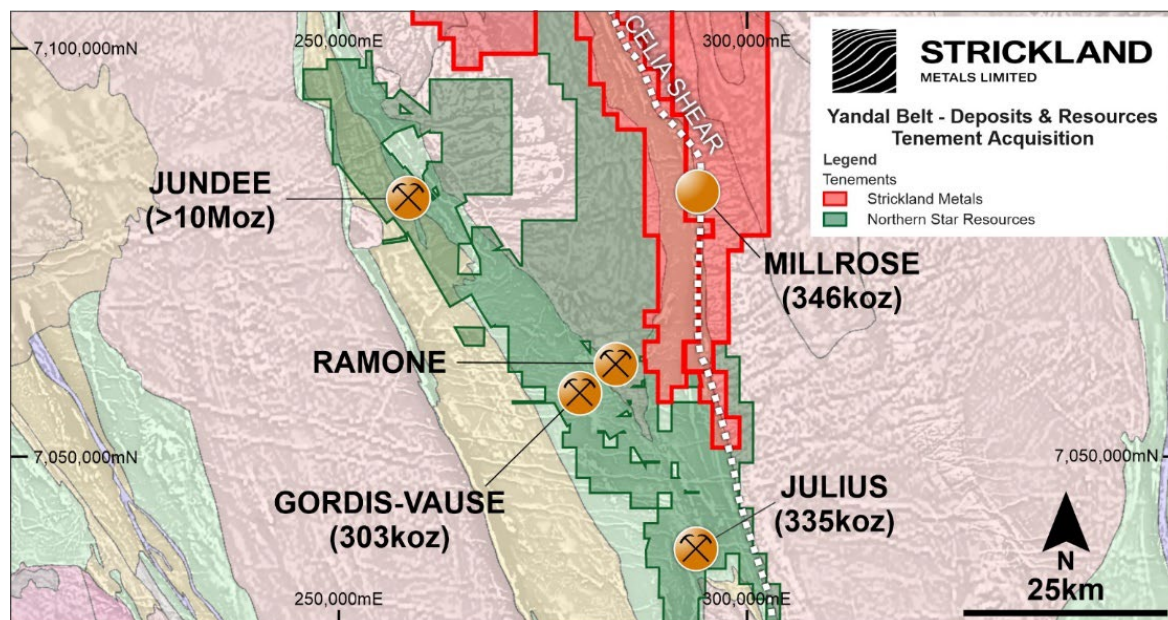 7,100,000mN
250,000mE
CELIA SHEAR
300,000mE
STRICKLAND
METALS LIMITED
Yandal Belt - Deposits & Resources
Tenement Acquisition
Legend
Tenements
Strickland Metals
Northern Star Resources
JUNDEE
(>10Moz)
MILLROSE
(346koz)
RAMONE
7,050,000mN
7,050,000mN
GORDIS-VAUSE
(303koz)
JULIUS
(335koz)
N
25km
250,000mE
300,000mE